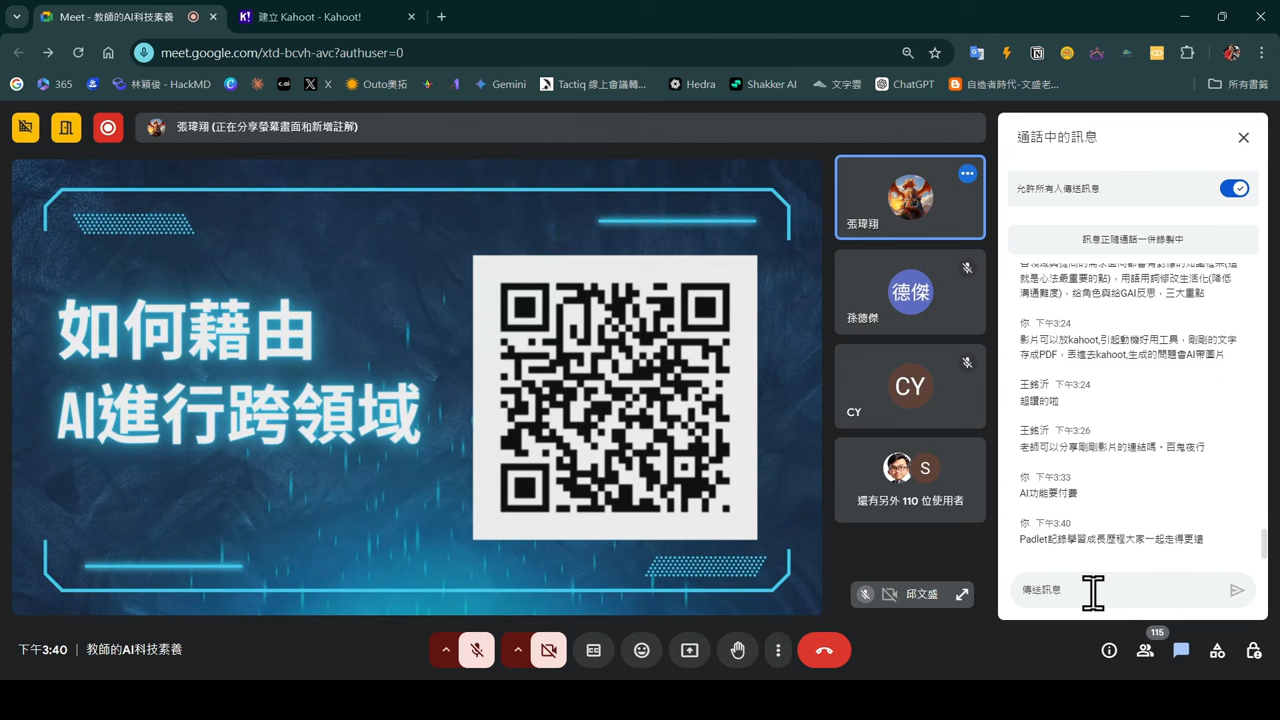 Meet - 教師的AI科技素養
建立 Kahoot - Kahoot!
meet.google.com/xtd-bcvh-avc?authuser=0
365
林穎俊 - HackMD
c.ai
X
Outo奧拓
Gemini
Tactiq 線上會議轉...
Hedra
Shakker AI
文字雲
ChatGPT
自造者時代-文盛老...
所有書籤
張瑋翔 (正在分享螢幕畫面和新增註解)
如何藉由
AI進行跨領域
張瑋翔
德傑
孫德傑
CY
CY
S
還有另外 110 位使用者
邱文盛
通話中的訊息
允許所有人傳送訊息
訊息正隨通話一併錄製中
就是心法最重要的點)，用語用詞修改生活化(降低
溝通難度)，給角色與給GAI反思，三大重點
你 下午3:24
影片可以放kahoot,引起動機好用工具，剛剛的文字
存成PDF，丟進去kahoot,生成的問題會AI帶圖片
王銘沂 下午3:24
超讚的啦
王銘沂 下午3:26
老師可以分享剛剛影片的連結嗎。百鬼夜行
你 下午3:33
AI功能要付費
你 下午3:40
Padlet記錄學習成長歷程大家一起走得更遠
傳送訊息
下午3:40
教師的AI科技素養
115